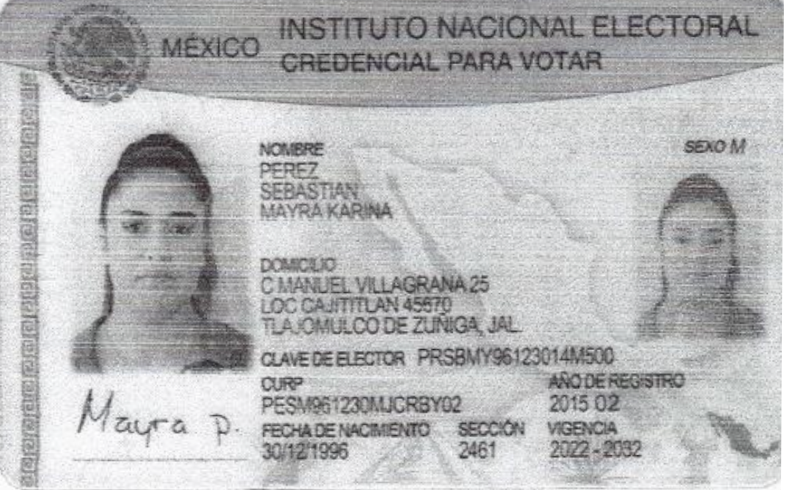 MÉXICO
INSTITUTO NACIONAL ELECTORAL
CREDENCIAL PARA VOTAR
NOMBRE
PEREZ
SEBASTIAN
MAYRA KARINA
SEXO M
DOMICILIO
C MANUEL VILLAGRANA 25
LOC CAJITITLAN 45670
TLAJOMULCO DE ZUÑIGA, JAL.
CLAVE DE ELECTOR PRSBMY96123014M500
CURP
PESM961230MJCRBY02
AÑO DE REGISTRO
2015 02
FECHA DE NACIMIENTO
30/12/1996
SECCIÓN
2461
VIGENCIA
2022 - 2032
Mayra P.